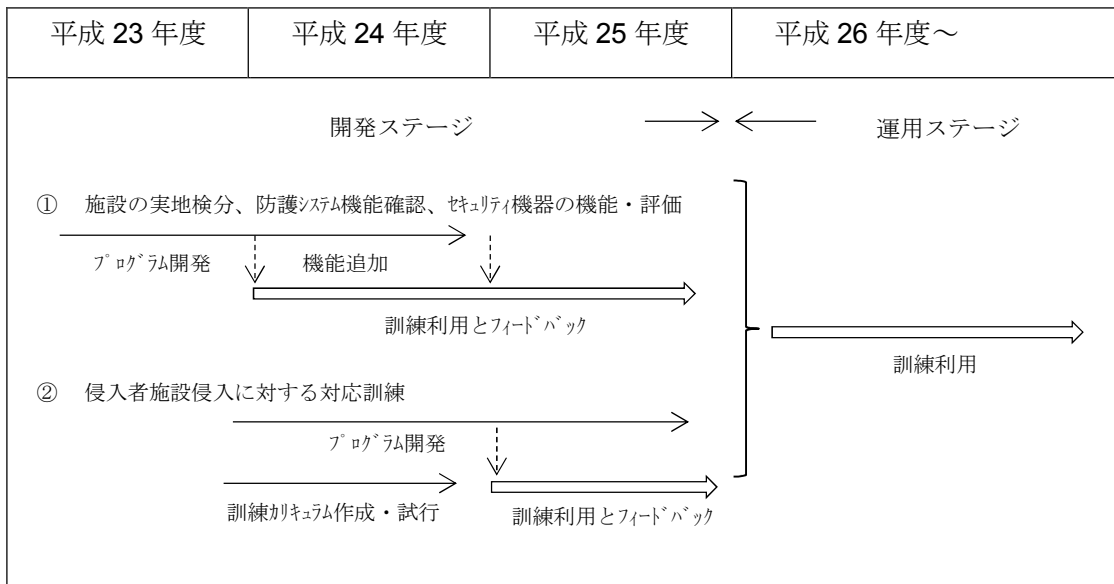 平成 23 年度 平成 24 年度 平成 25 年度 平成 26 年度～
開発ステージ 運用ステージ
① 施設の実地検分、防護ｼｽﾃﾑ機能確認、ｾｷｭﾘﾃｨ機器の機能・評価
ﾌﾟﾛｸﾞﾗﾑ開発 機能追加
訓練利用とﾌｨｰﾄﾞﾊﾞｯｸ
訓練利用
② 侵入者施設侵入に対する対応訓練
ﾌﾟﾛｸﾞﾗﾑ開発
訓練ｶﾘｷｭﾗﾑ作成・試行 訓練利用とﾌｨｰﾄﾞﾊﾞｯｸ